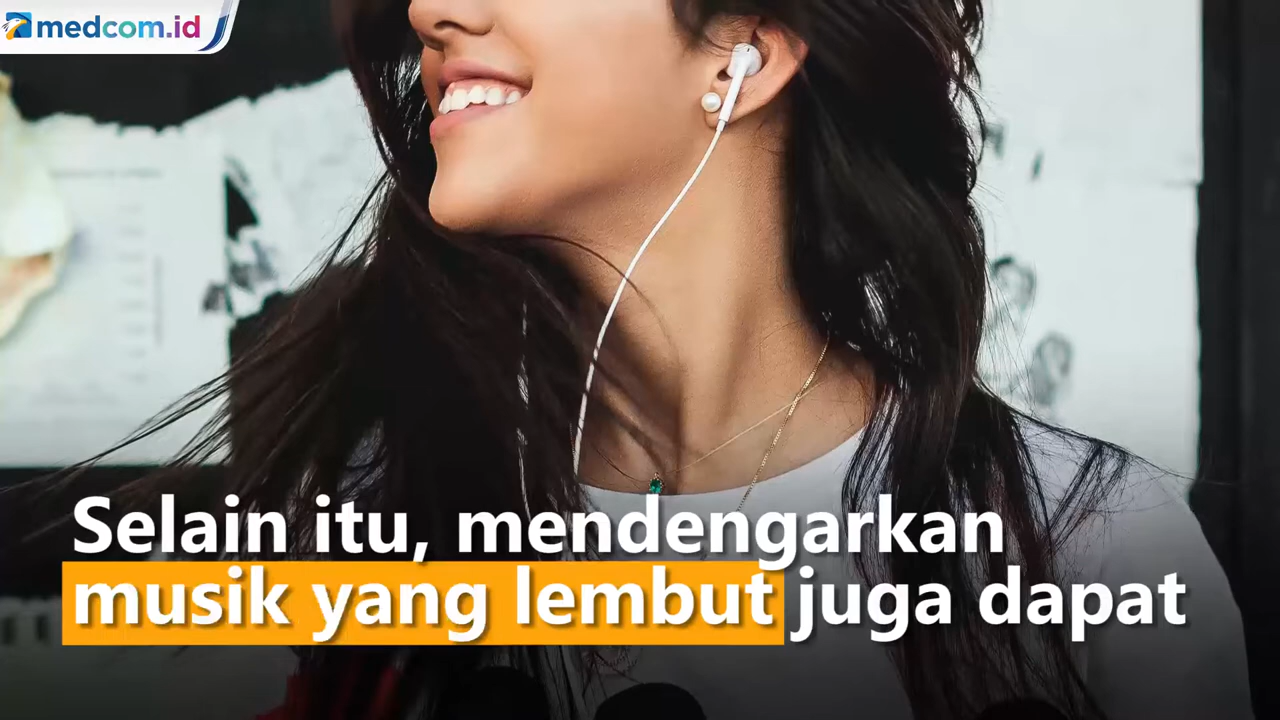 medcom.id
Selain itu, mendengarkan
musik yang lembut juga dapat